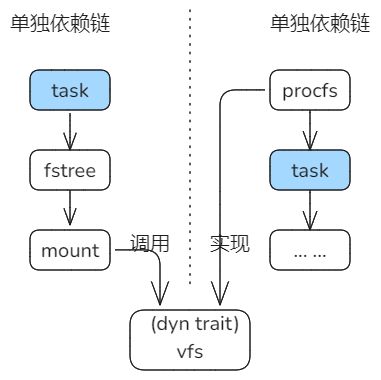 单独依赖链
单独依赖链
task
procfs
fstree
task
mount
调用
实现
... ...
(dyn trait)
vfs